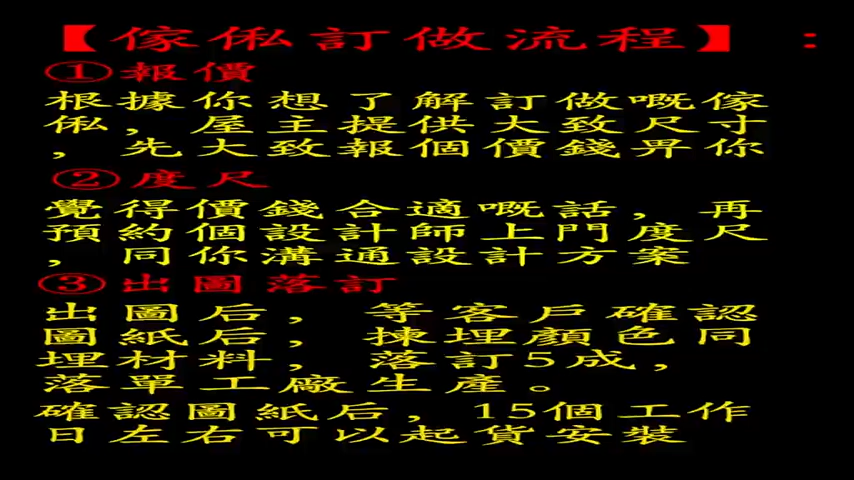 【傢俬訂做流程】：
①報價
根據你想了解訂做嘅傢
俬，屋主提供大致尺寸
，先大致報個價錢畀你
②度尺
覺得價錢合適嘅話，再
預約個設計師上門度尺
，同你溝通設計方案
③出圖落訂
出圖后，等客戶確認
圖紙后，揀埋顏色同
埋材料，落訂5成，
落單工廠生產。
確認圖紙后，15個工作
日左右可以起貨安裝